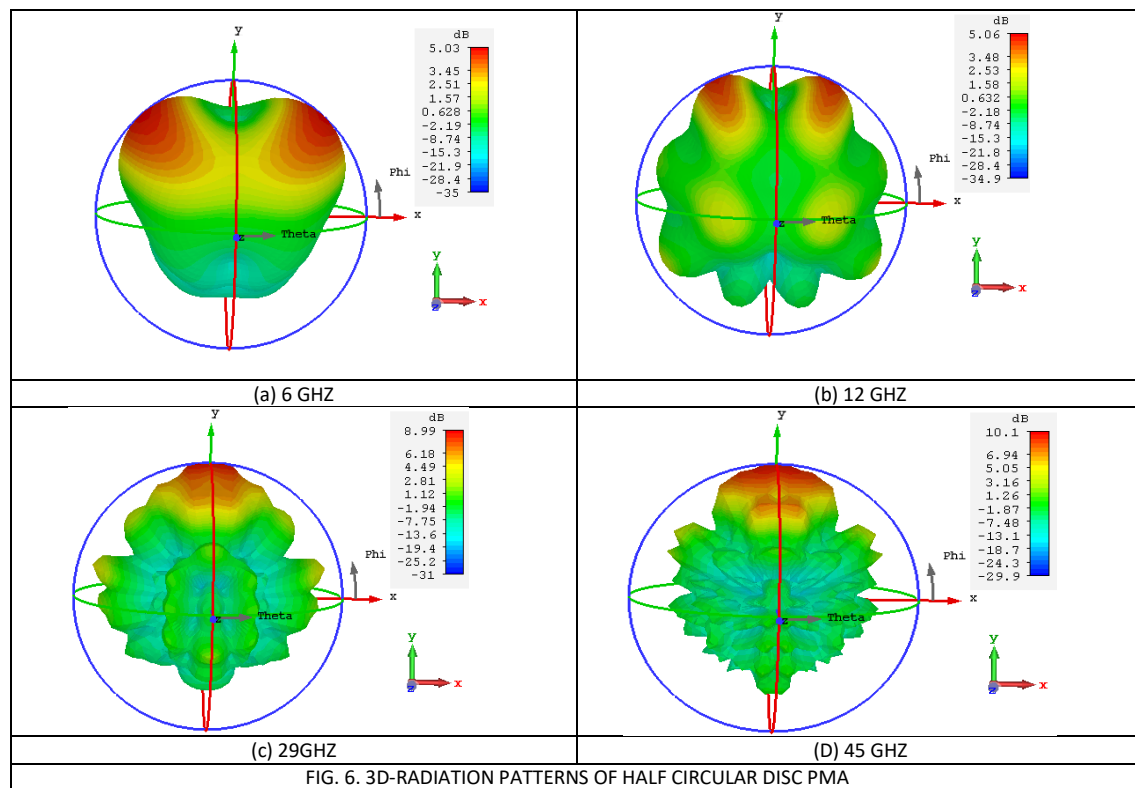 y
dB
5.03
3.45
2.51
1.57
0.628
-2.19
-8.74
-15.3
-21.9
-28.4
-35
Phi
x
Theta
z
y
x
z
(a) 6 GHZ
y
dB
5.06
3.48
2.53
1.58
0.632
-2.18
-8.74
-15.3
-21.8
-28.4
-34.9
Phi
x
Theta
z
y
x
z
(b) 12 GHZ
y
dB
8.99
6.18
4.49
2.81
1.12
-1.94
-7.75
-13.6
-19.4
-25.2
-31
Phi
x
Theta
z
y
x
z
(c) 29GHZ
y
dB
10.1
6.94
5.05
3.16
1.26
-1.87
-7.48
-13.1
-18.7
-24.3
-29.9
Phi
x
Theta
z
y
x
z
(D) 45 GHZ
FIG. 6. 3D-RADIATION PATTERNS OF HALF CIRCULAR DISC PMA